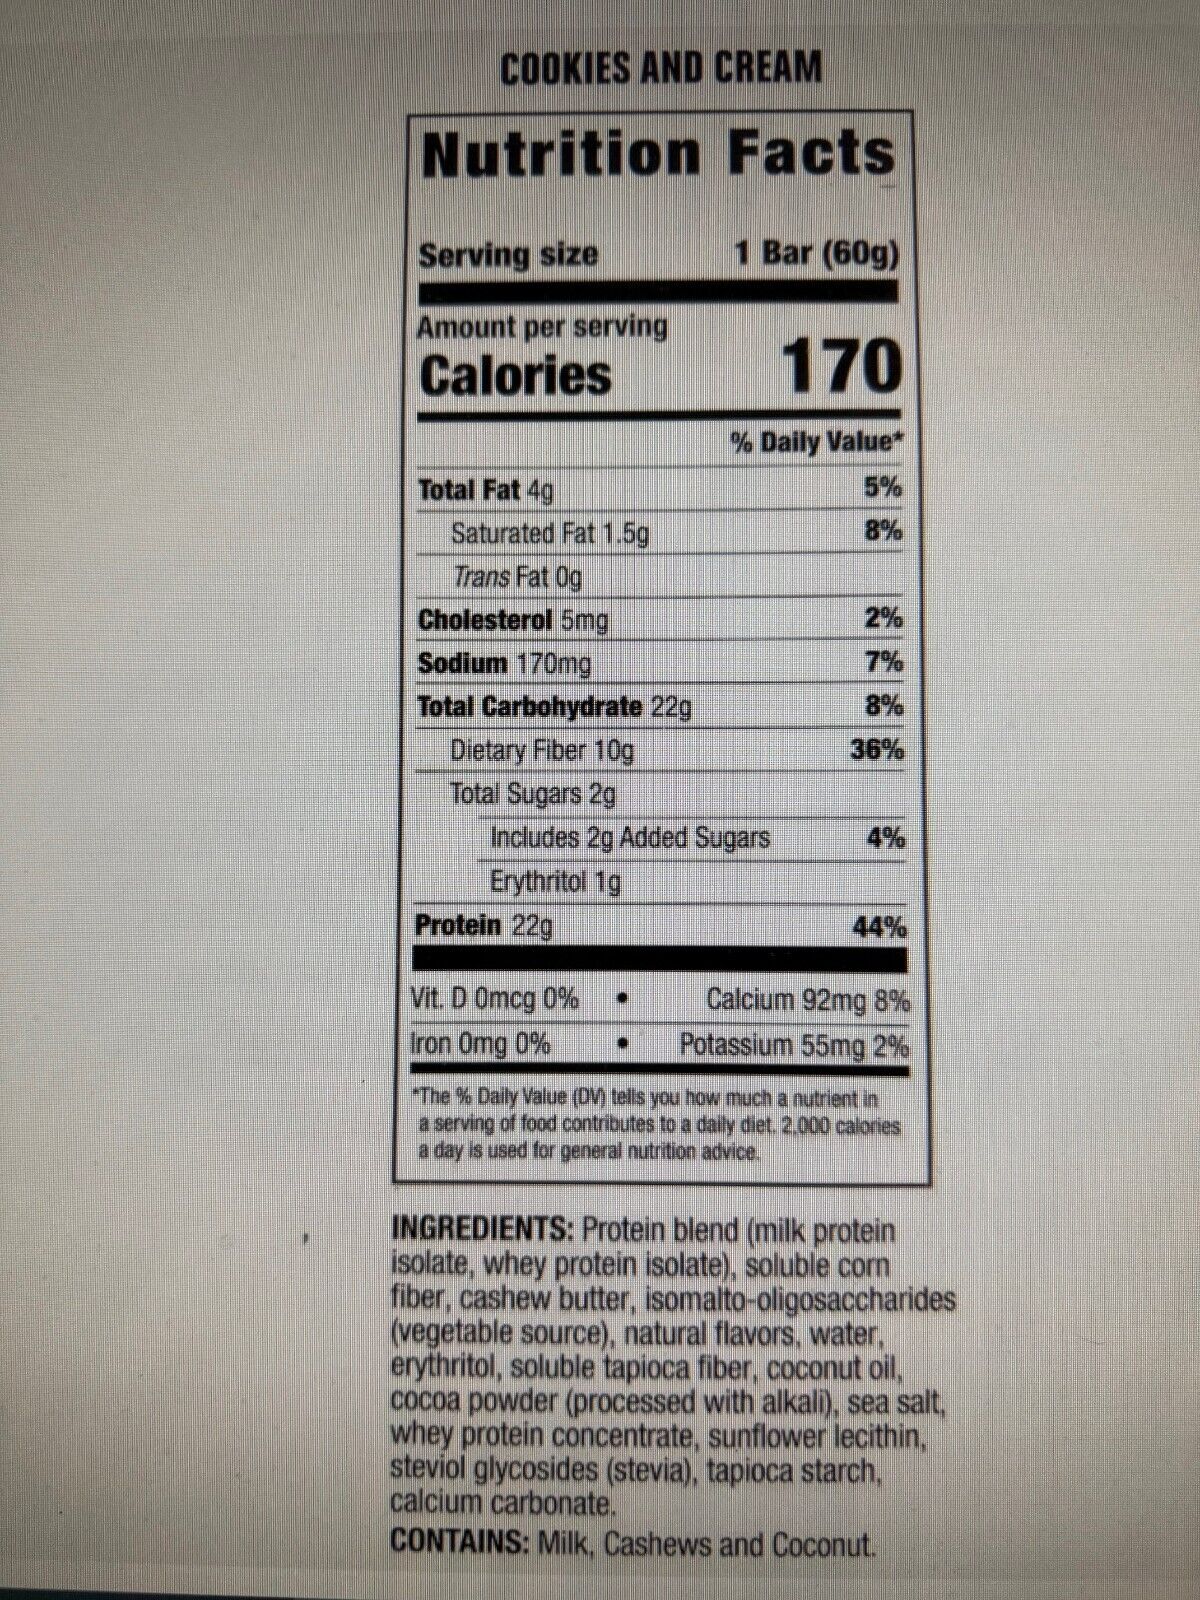 COOKIES AND CREAM
Nutrition Facts
Serving size 1 Bar (60g)
Amount per serving
Calories 170
% Daily Value*
Total Fat 4g 5%
Saturated Fat 1.5g 8%
Trans Fat 0g
Cholesterol 5mg 2%
Sodium 170mg 7%
Total Carbohydrate 22g 8%
Dietary Fiber 10g 36%
Total Sugars 2g
Includes 2g Added Sugars 4%
Erythritol 1g
Protein 22g 44%
Vit. D 0mcg 0% • Calcium 92mg 8%
Iron 0mg 0% • Potassium 55mg 2%
*The % Daily Value (DV) tells you how much a nutrient in
a serving of food contributes to a daily diet. 2,000 calories
a day is used for general nutrition advice.
INGREDIENTS: Protein blend (milk protein
isolate, whey protein isolate), soluble corn
fiber, cashew butter, isomalto-oligosaccharides
(vegetable source), natural flavors, water,
erythritol, soluble tapioca fiber, coconut oil,
cocoa powder (processed with alkali), sea salt,
whey protein concentrate, sunflower lecithin,
steviol glycosides (stevia), tapioca starch,
calcium carbonate.
CONTAINS: Milk, Cashews and Coconut.